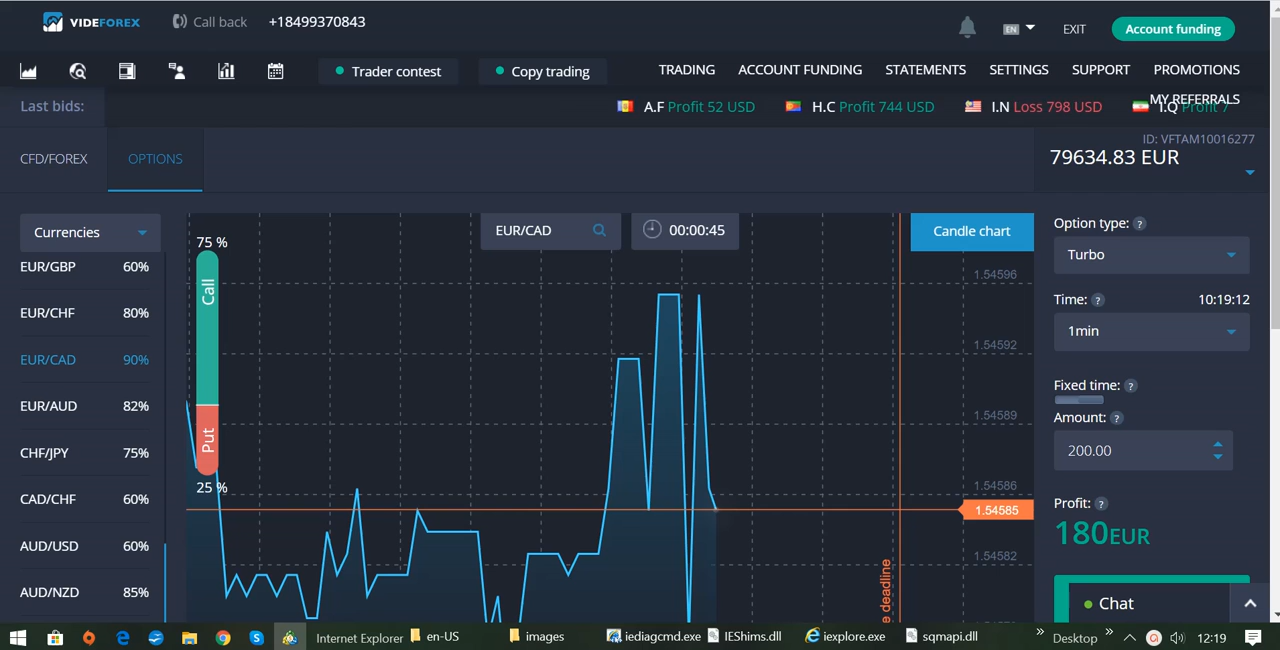 VIDEFOREX
Call back
+18499370843
EN
EXIT
Account funding
Trader contest
Copy trading
TRADING
ACCOUNT FUNDING
STATEMENTS
SETTINGS
SUPPORT
PROMOTIONS
MY REFERRALS
Last bids:
A.F Profit 52 USD
H.C Profit 744 USD
I.N Loss 798 USD
I.Q Profit 7
CFD/FOREX
OPTIONS
ID: VFTAM10016277
79634.83 EUR
Currencies
EUR/GBP 60%
EUR/CHF 80%
EUR/CAD 90%
EUR/AUD 82%
CHF/JPY 75%
CAD/CHF 60%
AUD/USD 60%
AUD/NZD 85%
75 %
Call
Put
25 %
EUR/CAD
00:00:45
Candle chart
1.54596
1.54592
1.54589
1.54586
1.54585
1.54582
deadline
Option type: ?
Turbo
Time: ? 10:19:12
1min
Fixed time: ?
Amount: ?
200.00
Profit: ?
180EUR
Chat
Internet Explorer
en-US
images
iediagcmd.exe
IEShims.dll
iexplore.exe
sqmapi.dll
Desktop
12:19